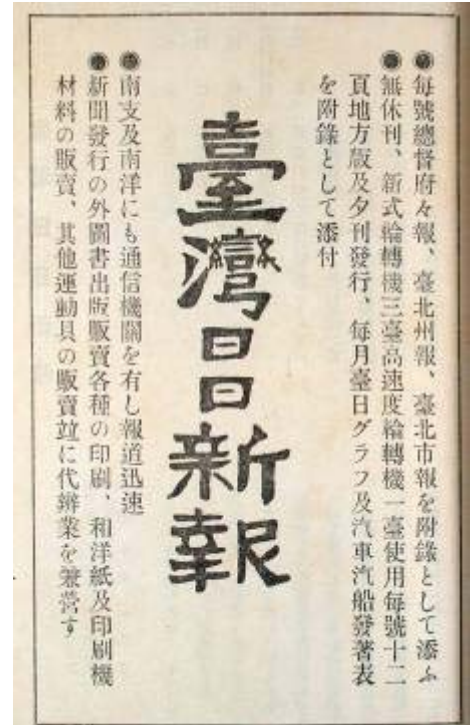 ◉每號總督府々報、臺北州報、臺北市報を附錄として添ふ
◉無休刊、新式輪轉機三臺高速度輪轉機一臺使用每號十二
頁地方版及夕刊發行、每月臺日グラフ及汽車汽船發著表
を附錄として添付
臺灣日日新報
◉南支及南洋にも通信機關を有し報道迅速
◉新聞發行の外圖書出版販賣各種の印刷、和洋紙及印刷機
材料の販賣、其他運動具の販賣竝に代辨業を兼營す